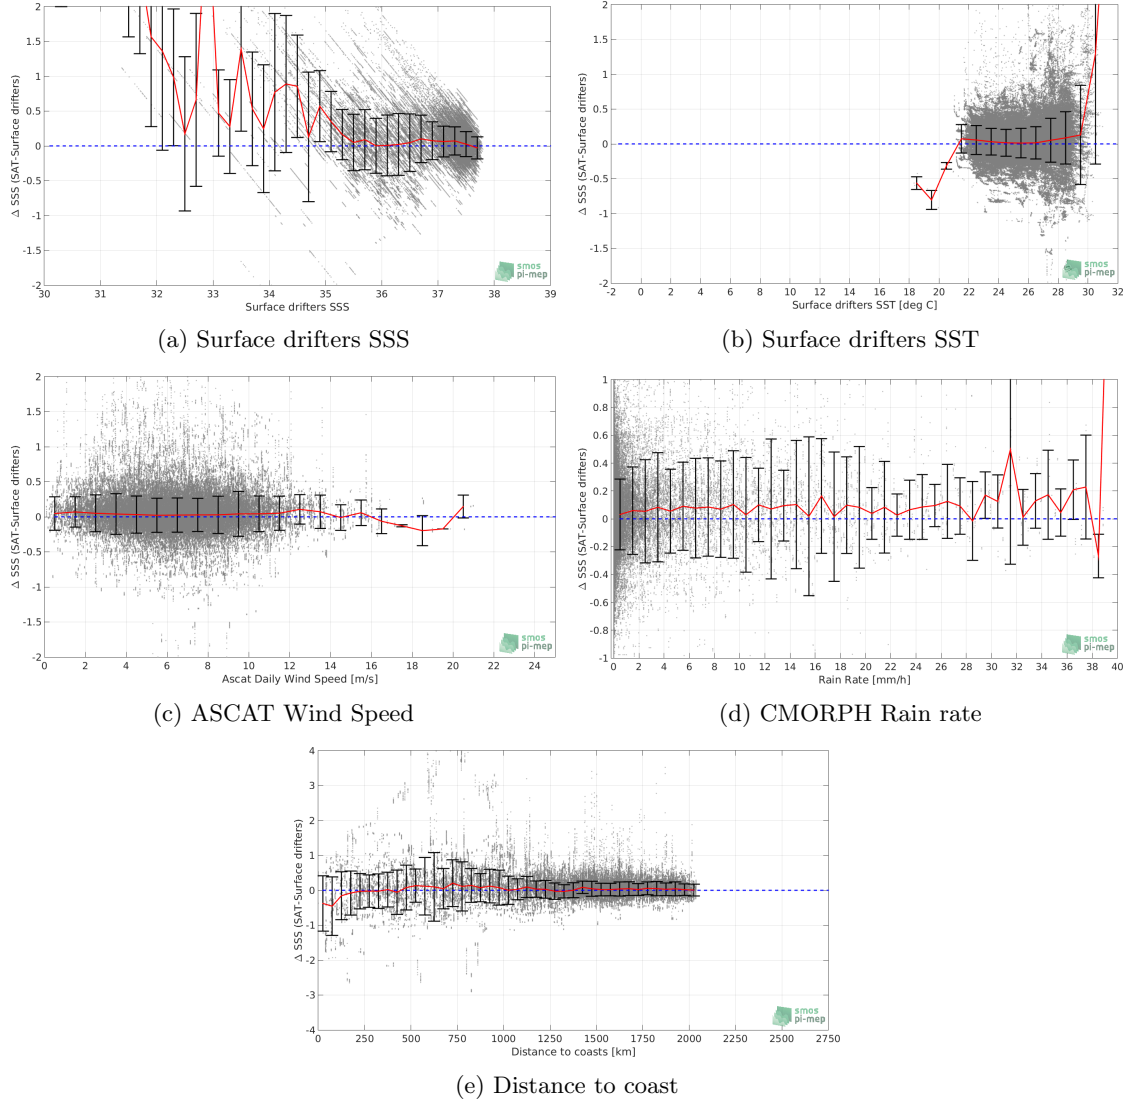 2
1.5
1
0.5
0
-0.5
-1
-1.5
-2
Δ SSS (SAT-Surface drifters)
30 31 32 33 34 35 36 37 38 39
Surface drifters SSS
smos
pi-mep
(a) Surface drifters SSS
2
1.5
1
0.5
0
-0.5
-1
-1.5
-2
Δ SSS (SAT-Surface drifters)
-2 0 2 4 6 8 10 12 14 16 18 20 22 24 26 28 30 32
Surface drifters SST [deg C]
smos
pi-mep
(b) Surface drifters SST
2
1.5
1
0.5
0
-0.5
-1
-1.5
-2
Δ SSS (SAT-Surface drifters)
0 2 4 6 8 10 12 14 16 18 20 22 24
Ascat Daily Wind Speed [m/s]
smos
pi-mep
(c) ASCAT Wind Speed
1
0.8
0.6
0.4
0.2
0
-0.2
-0.4
-0.6
-0.8
-1
Δ SSS (SAT-Surface drifters)
0 2 4 6 8 10 12 14 16 18 20 22 24 26 28 30 32 34 36 38 40
Rain Rate [mm/h]
smos
pi-mep
(d) CMORPH Rain rate
4
3
2
1
0
-1
-2
-3
-4
Δ SSS (SAT-Surface drifters)
0 250 500 750 1000 1250 1500 1750 2000 2250 2500 2750
Distance to coasts [km]
smos
pi-mep
(e) Distance to coast